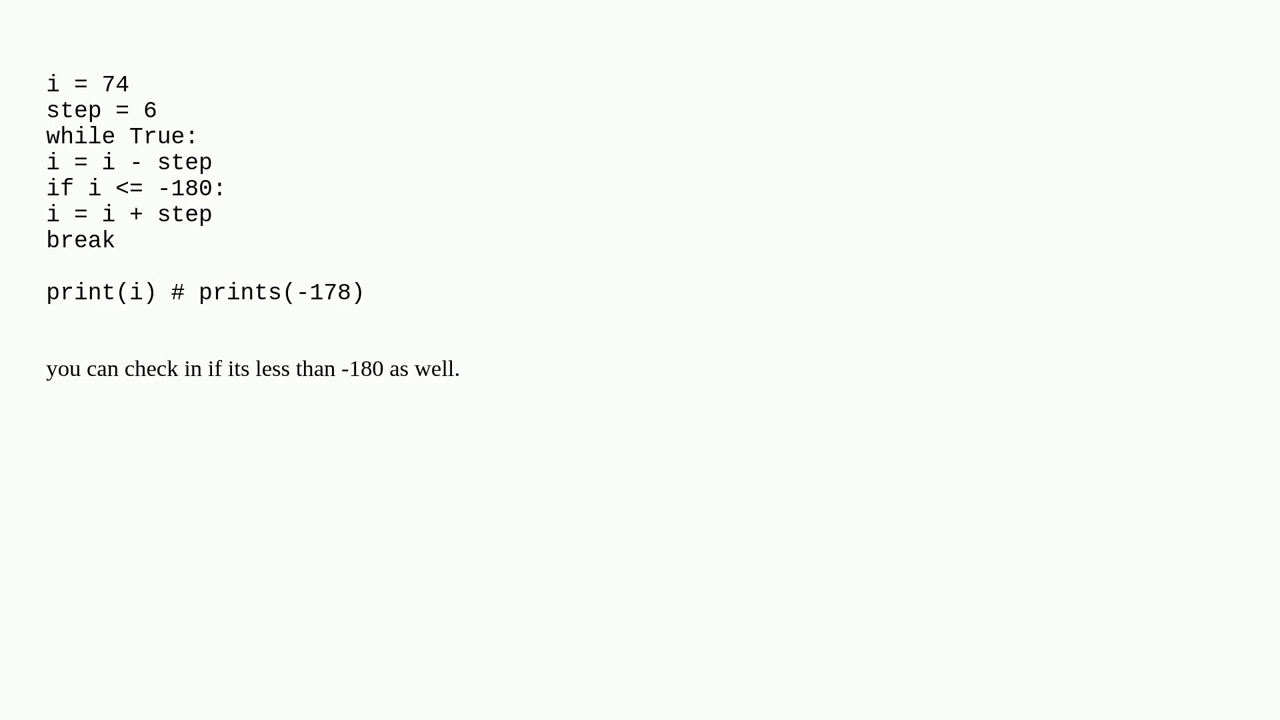 i = 74
step = 6
while True:
i = i - step
if i <= -180:
i = i + step
break
print(i) # prints(-178)
you can check in if its less than -180 as well.